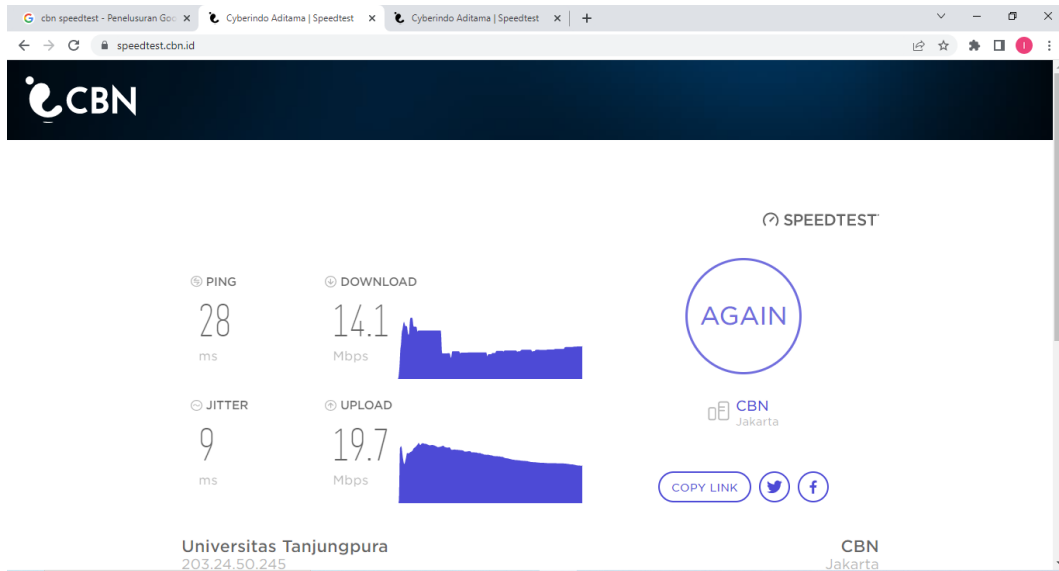 cbn speedtest - Penelusuran Goo
Cyberindo Aditama | Speedtest
Cyberindo Aditama | Speedtest
speedtest.cbn.id
I
CBN
SPEEDTEST
PING
28
ms
DOWNLOAD
14.1
Mbps
AGAIN
JITTER
9
ms
UPLOAD
19.7
Mbps
CBN
Jakarta
COPY LINK
Universitas Tanjungpura
203.24.50.245
CBN
Jakarta